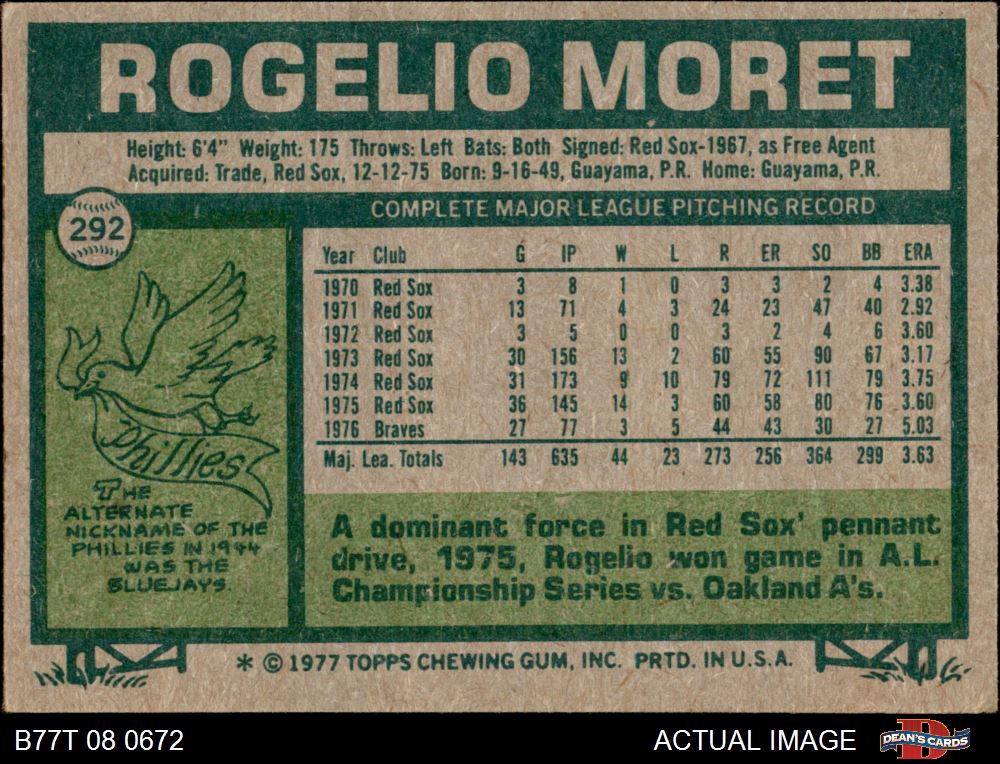 ROGELIO MORET
Height: 6'4" Weight: 175 Throws: Left Bats: Both Signed: Red Sox-1967, as Free Agent
Acquired: Trade, Red Sox, 12-12-75 Born: 9-16-49, Guayama, P.R. Home: Guayama, P.R.
292
COMPLETE MAJOR LEAGUE PITCHING RECORD
Year Club G IP W L R ER SO BB ERA
1970 Red Sox 3 8 1 0 3 3 2 4 3.38
1971 Red Sox 13 71 4 3 24 23 47 40 2.92
1972 Red Sox 3 5 0 0 3 2 4 6 3.60
1973 Red Sox 30 156 13 2 60 55 90 67 3.17
1974 Red Sox 31 173 9 10 79 72 111 79 3.75
1975 Red Sox 36 145 14 3 60 58 80 76 3.60
1976 Braves 27 77 3 5 44 43 30 27 5.03
Maj. Lea. Totals 143 635 44 23 273 256 364 299 3.63
Phillies
THE
ALTERNATE
NICKNAME OF THE
PHILLIES IN 1944
WAS THE
BLUEJAYS.
A dominant force in Red Sox' pennant
drive, 1975, Rogelio won game in A.L.
Championship Series vs. Oakland A's.
* © 1977 TOPPS CHEWING GUM, INC. PRTD. IN U.S.A.
B77T 08 0672
ACTUAL IMAGE
DEAN'S CARDS